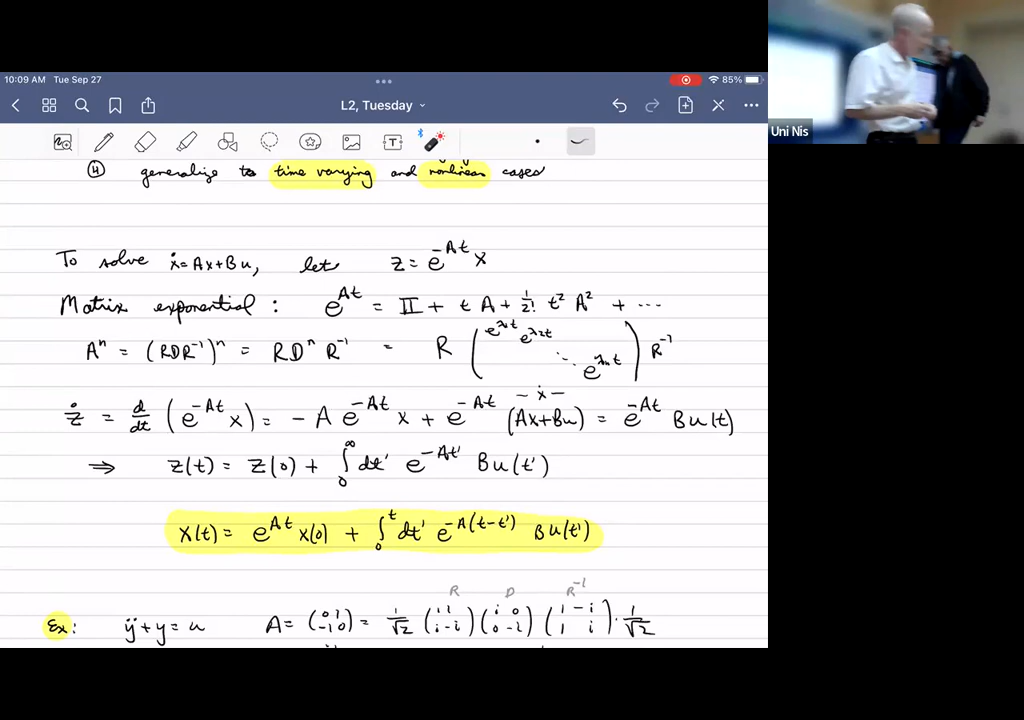 10:09 AM Tue Sep 27
85%
L2, Tuesday
Uni Nis
④ generalize to time varying and nonlinear cases
To solve ẋ = Ax+Bu, let z = e^{-At} x
Matrix exponential : e^{At} = 𝕀 + t A + 1/2! t² A² + ⋯
Aⁿ = (RDR⁻¹)ⁿ = RDⁿ R⁻¹ = R ( e^{λ₁t} e^{λ₂t} ⋱ e^{λₙt} ) R⁻¹
– ẋ –
ż = d/dt (e^{-At} x) = - A e^{-At} x + e^{-At} (Ax+Bu) = e^{-At} Bu(t)
⇒ z(t) = z(0) + ∫₀^∞ dt' e^{-At'} Bu(t')
x(t) = e^{At} x(0) + ∫₀^t dt' e^{-A(t-t')} Bu(t')
R D R⁻¹
Ex: ÿ + y = u A = (0 1 -1 0) = 1/√2 (1 1 i -i) (i 0 0 -i) (1 -i 1 i) · 1/√2